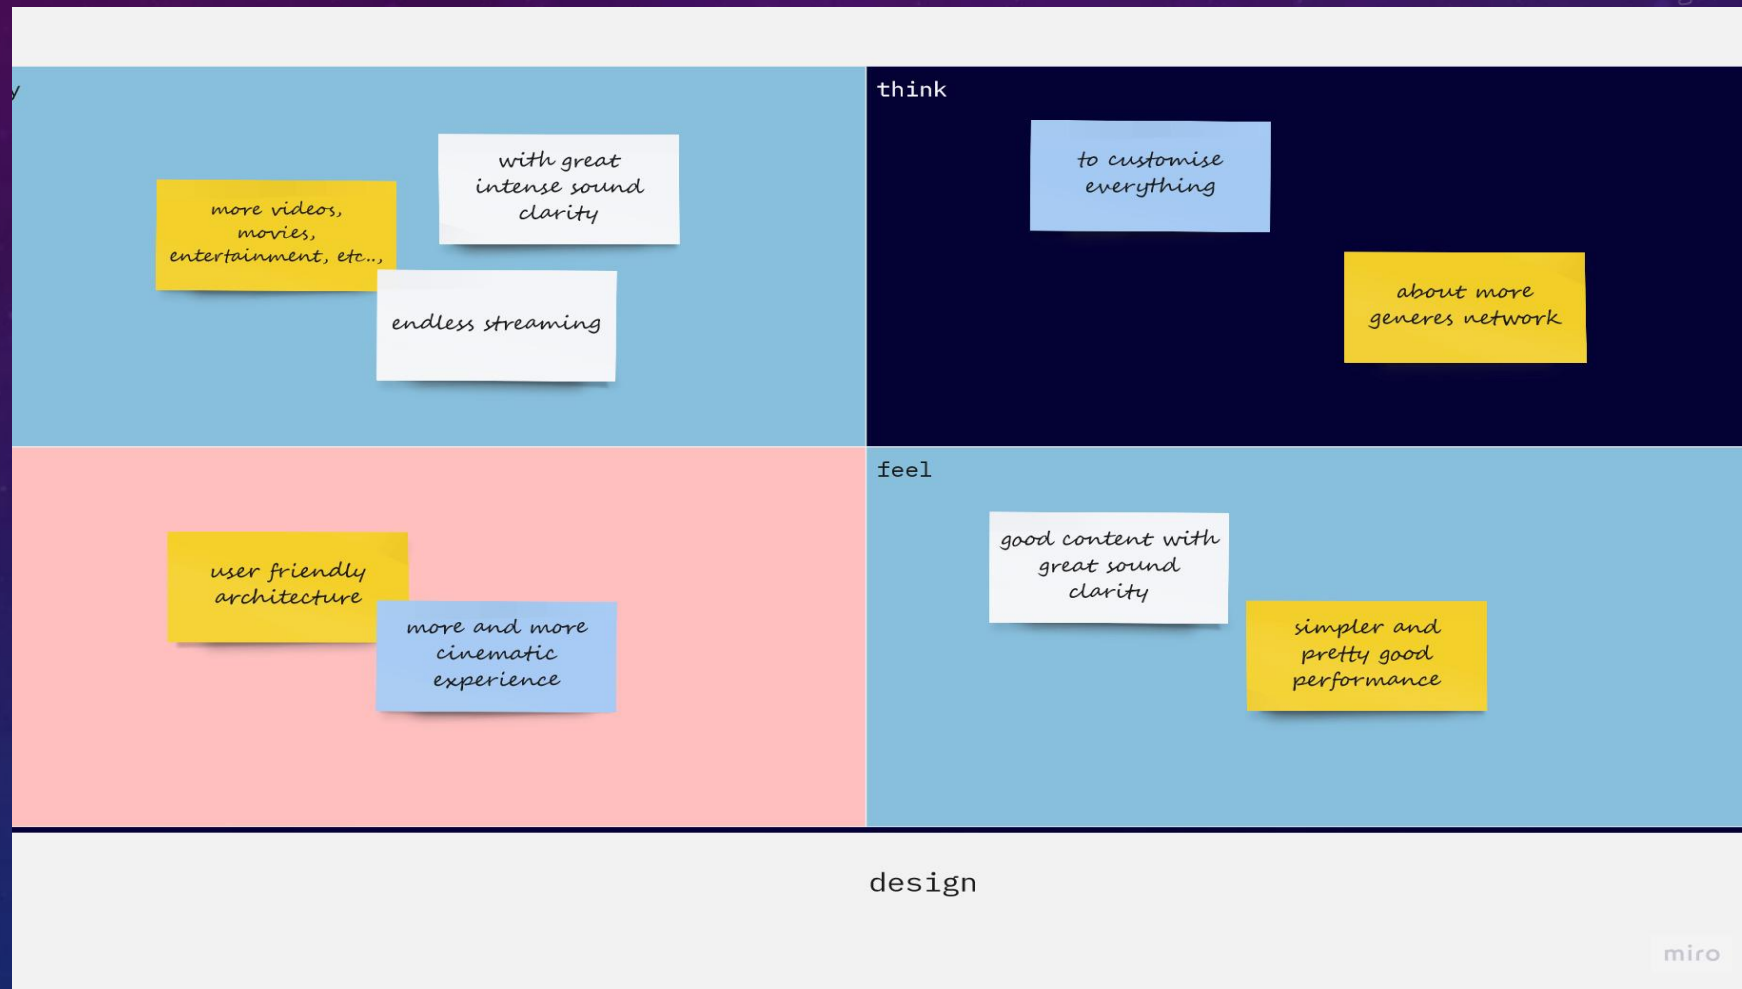 y
more videos,
movies,
entertainment, etc..,
with great
intense sound
clarity
endless streaming
think
to customise
everything
about more
generes network
user friendly
architecture
more and more
cinematic
experience
feel
good content with
great sound
clarity
simpler and
pretty good
performance
design
miro